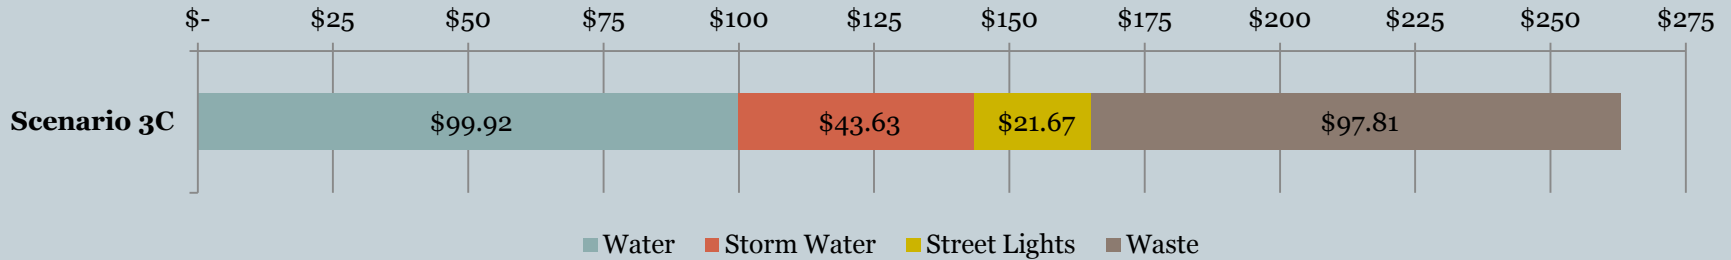 $- $25 $50 $75 $100 $125 $150 $175 $200 $225 $250 $275
Scenario 3C $99.92 $43.63 $21.67 $97.81
Water Storm Water Street Lights Waste